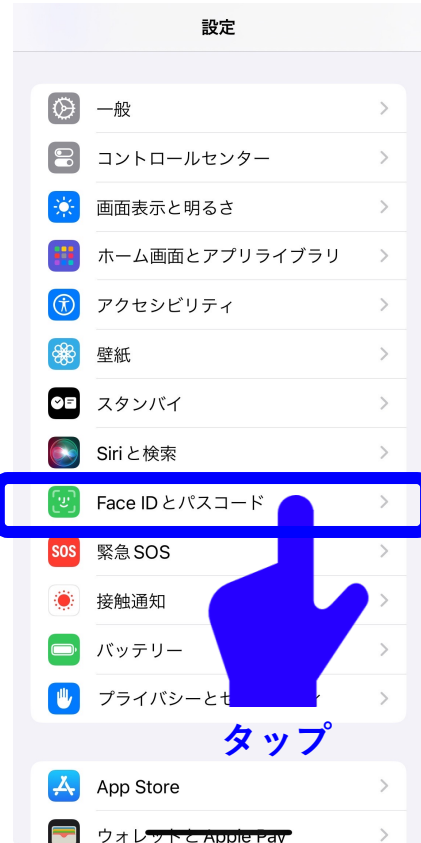 設定
一般
コントロールセンター
画面表示と明るさ
ホーム画面とアプリライブラリ
アクセシビリティ
壁紙
スタンバイ
Siriと検索
Face IDとパスコード
SOS 緊急SOS
接触通知
バッテリー
プライバシーとセ
タップ
App Store
ウォレットとApple Pay